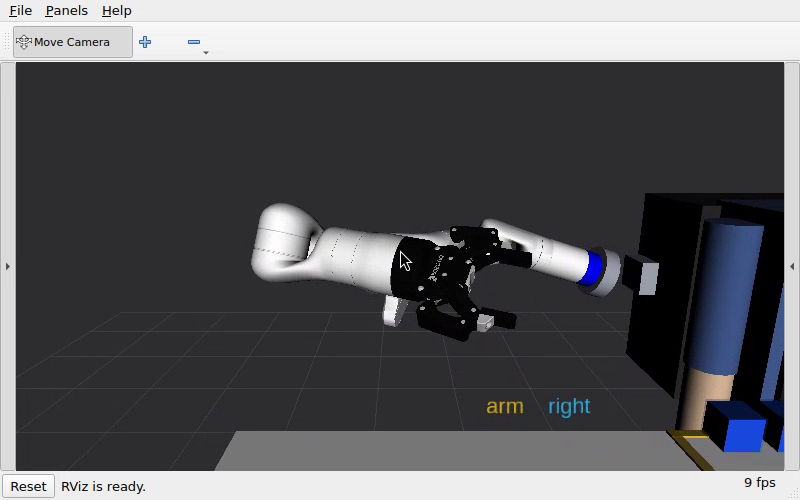 File Panels Help
Move Camera
arm right
Reset RViz is ready. 9 fps